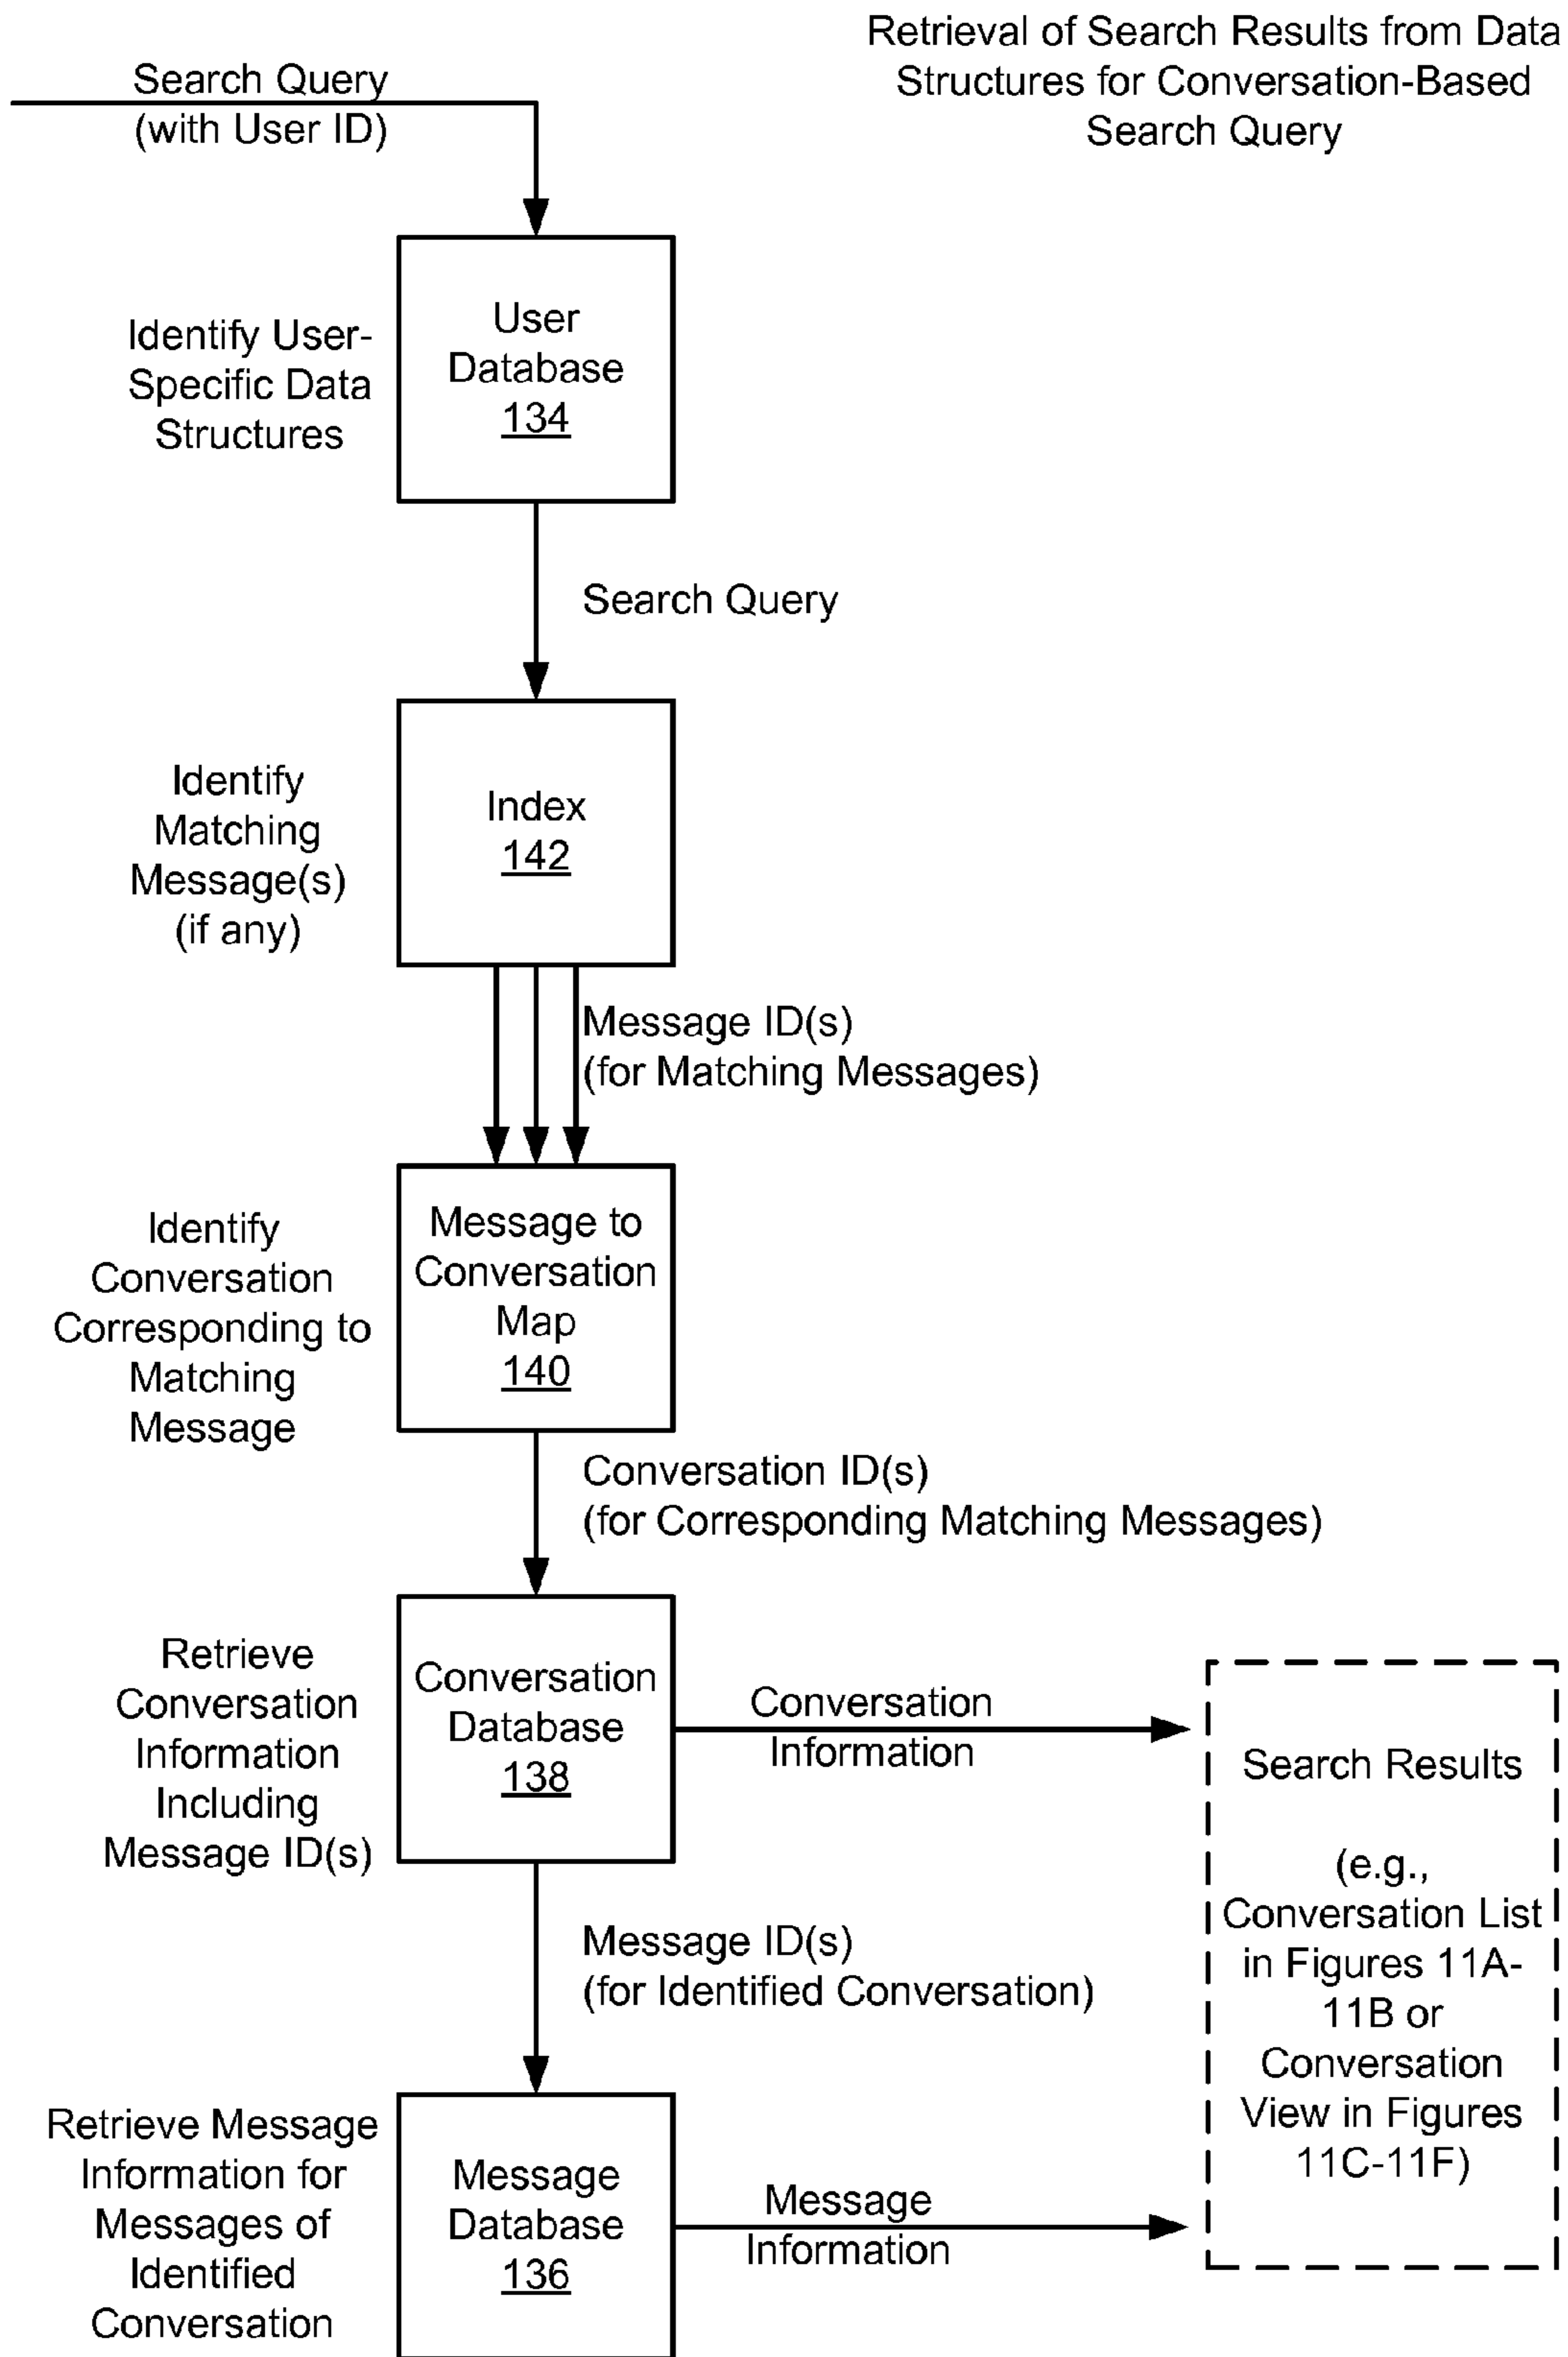 Retrieval of Search Results from Data
Structures for Conversation-Based
Search Query
Search Query
(with User ID)
Identify User-
Specific Data
Structures
User
Database
134
Search Query
Identify
Matching
Message(s)
(if any)
Index
142
Message ID(s)
(for Matching Messages)
Identify
Conversation
Corresponding to
Matching
Message
Message to
Conversation
Map
140
Conversation ID(s)
(for Corresponding Matching Messages)
Retrieve
Conversation
Information
Including
Message ID(s)
Conversation
Database
138
Conversation
Information
Message ID(s)
(for Identified Conversation)
Retrieve Message
Information for
Messages of
Identified
Conversation
Message
Database
136
Message
Information
Search Results
(e.g.,
Conversation List
in Figures 11A-
11B or
Conversation
View in Figures
11C-11F)